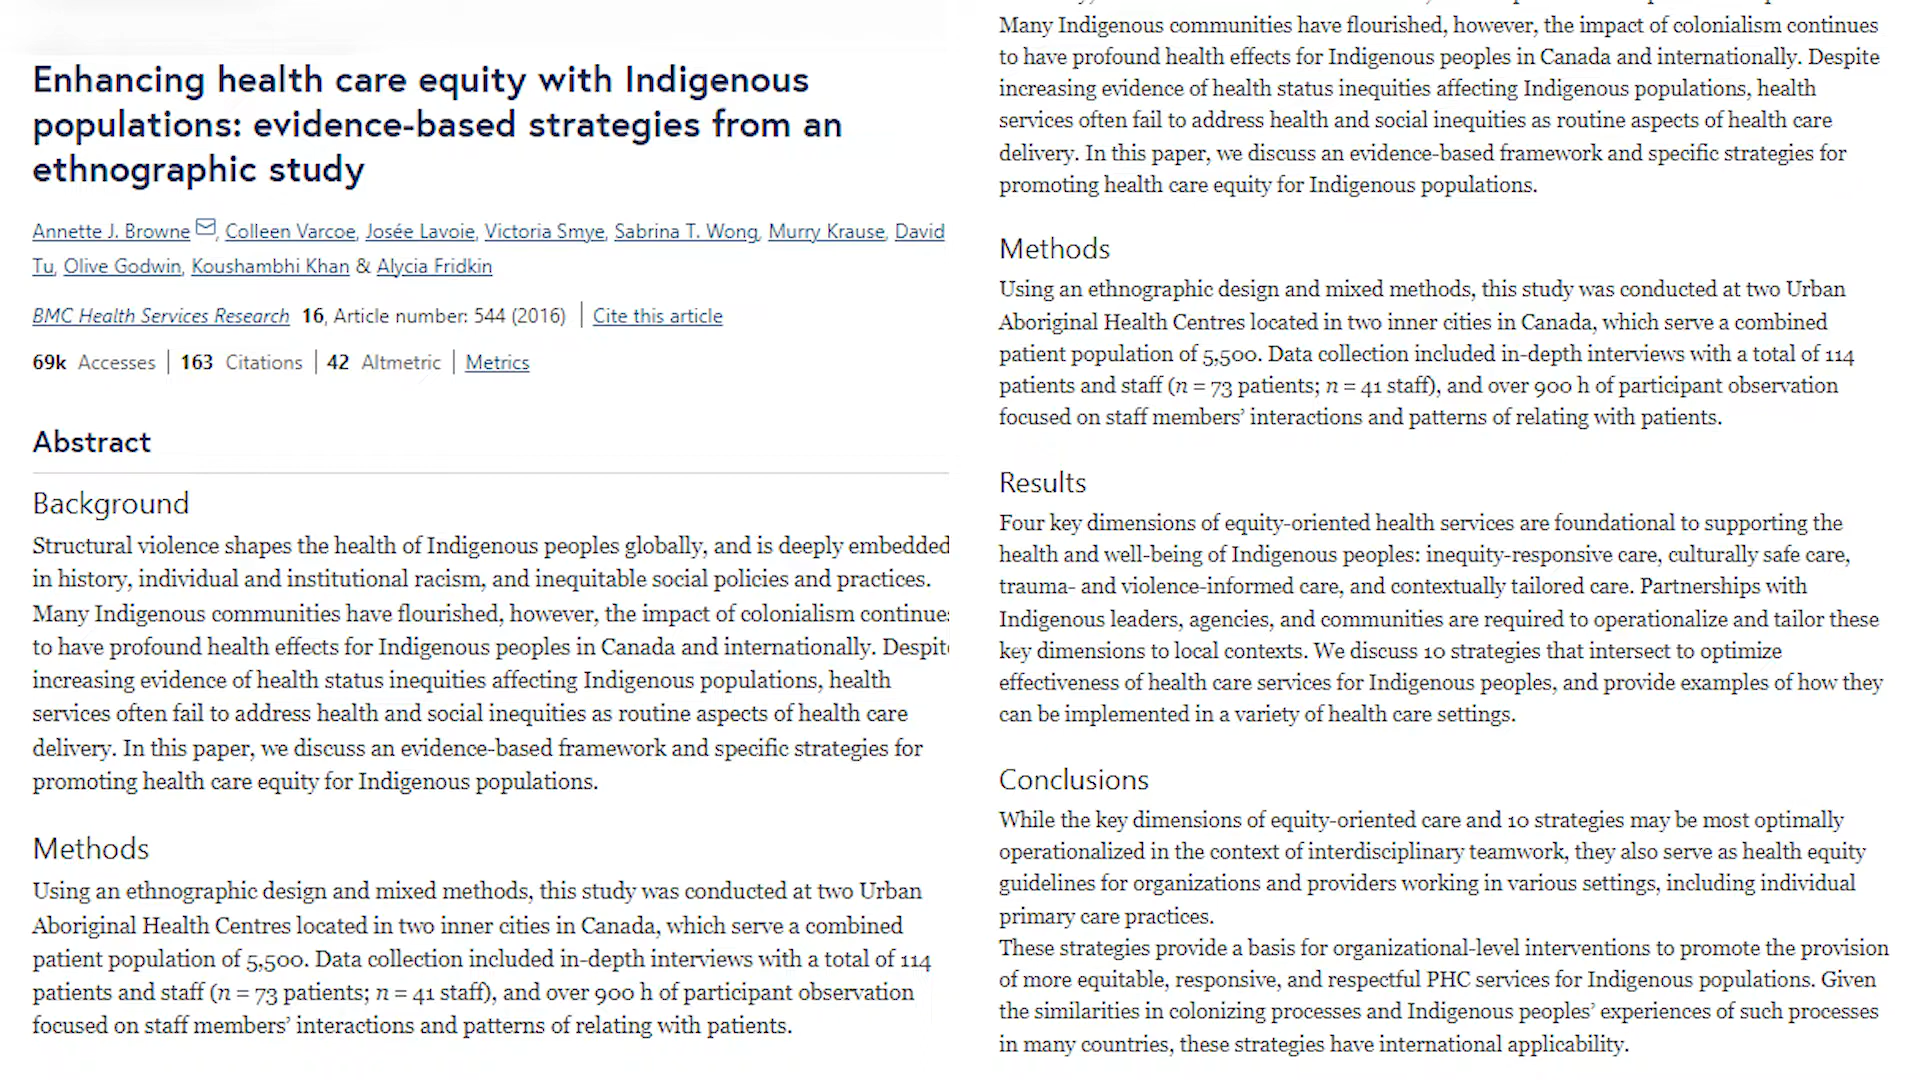 Enhancing health care equity with Indigenous
populations: evidence-based strategies from an
ethnographic study
Annette J. Browne, Colleen Varcoe, Josée Lavoie, Victoria Smye, Sabrina T. Wong, Murry Krause, David
Tu, Olive Godwin, Koushambhi Khan & Alycia Fridkin
BMC Health Services Research 16, Article number: 544 (2016) | Cite this article
69k Accesses | 163 Citations | 42 Altmetric | Metrics
Abstract
Background
Structural violence shapes the health of Indigenous peoples globally, and is deeply embedded
in history, individual and institutional racism, and inequitable social policies and practices.
Many Indigenous communities have flourished, however, the impact of colonialism continues
to have profound health effects for Indigenous peoples in Canada and internationally. Despite
increasing evidence of health status inequities affecting Indigenous populations, health
services often fail to address health and social inequities as routine aspects of health care
delivery. In this paper, we discuss an evidence-based framework and specific strategies for
promoting health care equity for Indigenous populations.
Methods
Using an ethnographic design and mixed methods, this study was conducted at two Urban
Aboriginal Health Centres located in two inner cities in Canada, which serve a combined
patient population of 5,500. Data collection included in-depth interviews with a total of 114
patients and staff (n = 73 patients; n = 41 staff), and over 900 h of participant observation
focused on staff members’ interactions and patterns of relating with patients.
Many Indigenous communities have flourished, however, the impact of colonialism continues
to have profound health effects for Indigenous peoples in Canada and internationally. Despite
increasing evidence of health status inequities affecting Indigenous populations, health
services often fail to address health and social inequities as routine aspects of health care
delivery. In this paper, we discuss an evidence-based framework and specific strategies for
promoting health care equity for Indigenous populations.
Methods
Using an ethnographic design and mixed methods, this study was conducted at two Urban
Aboriginal Health Centres located in two inner cities in Canada, which serve a combined
patient population of 5,500. Data collection included in-depth interviews with a total of 114
patients and staff (n = 73 patients; n = 41 staff), and over 900 h of participant observation
focused on staff members’ interactions and patterns of relating with patients.
Results
Four key dimensions of equity-oriented health services are foundational to supporting the
health and well-being of Indigenous peoples: inequity-responsive care, culturally safe care,
trauma- and violence-informed care, and contextually tailored care. Partnerships with
Indigenous leaders, agencies, and communities are required to operationalize and tailor these
key dimensions to local contexts. We discuss 10 strategies that intersect to optimize
effectiveness of health care services for Indigenous peoples, and provide examples of how they
can be implemented in a variety of health care settings.
Conclusions
While the key dimensions of equity-oriented care and 10 strategies may be most optimally
operationalized in the context of interdisciplinary teamwork, they also serve as health equity
guidelines for organizations and providers working in various settings, including individual
primary care practices.
These strategies provide a basis for organizational-level interventions to promote the provision
of more equitable, responsive, and respectful PHC services for Indigenous populations. Given
the similarities in colonizing processes and Indigenous peoples’ experiences of such processes
in many countries, these strategies have international applicability.